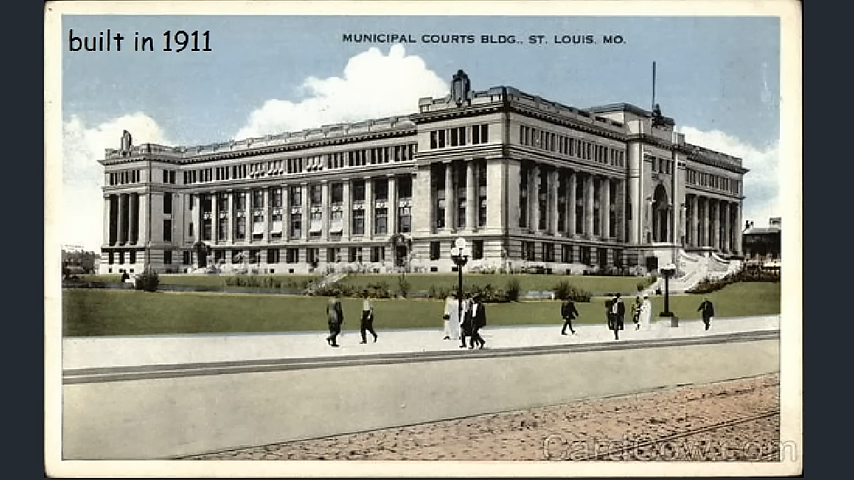 built in 1911
MUNICIPAL COURTS BLDG., ST. LOUIS, MO.
CardCow.com